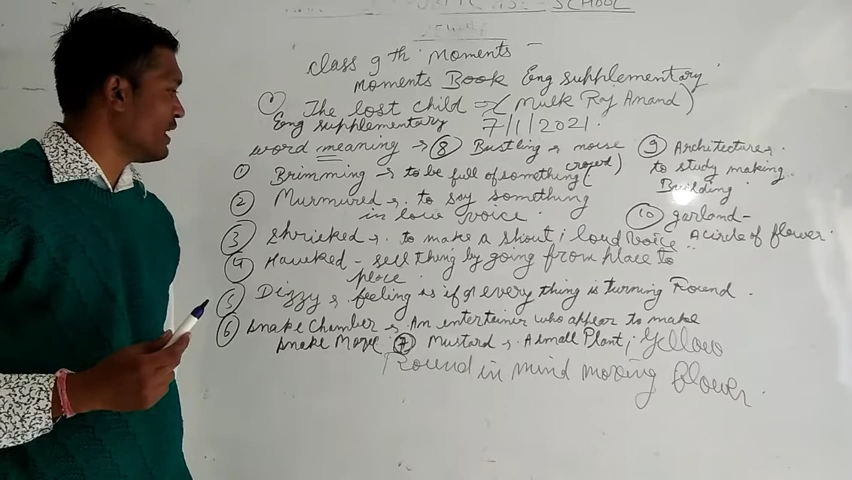 SCHOOL
Class 9th Moments -
Moments Book Eng supplementary
① The lost child => (Mulk Raj Anand)
Eng supplementary 7/1/2021.
word meaning → ⑧ Bustling → noise (crowd)
① Brimming → to be full of something
② Murmured → to say something
in low voice.
③ Shrieked → to make a shout; loud voice
④ Hawked - sell thing by going from place to
place.
⑤ Dizzy → feeling as if every thing is turning Round.
⑥ Snake Chamber → An entertainer who appear to make
Snake Move ⑦ Mustard → A small Plant; Yellow
Round in mind moving flower.
⑨ Architecture →
to study making
Building
⑩ garland -
A circle of flower.